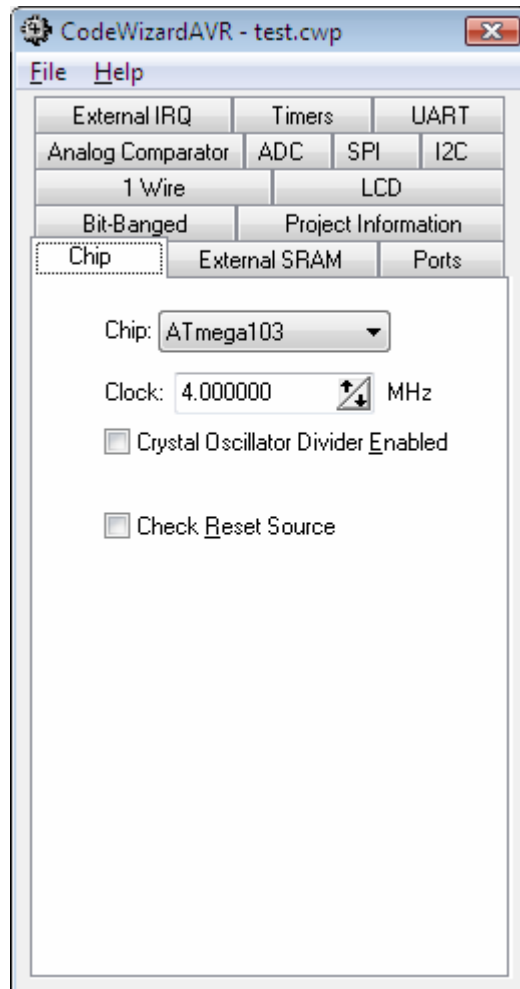 CodeWizardAVR - test.cwp
File Help
External IRQ Timers UART
Analog Comparator ADC SPI I2C
1 Wire LCD
Bit-Banged Project Information
Chip External SRAM Ports
Chip: ATmega103
Clock: 4.000000 MHz
Crystal Oscillator Divider Enabled
Check Reset Source